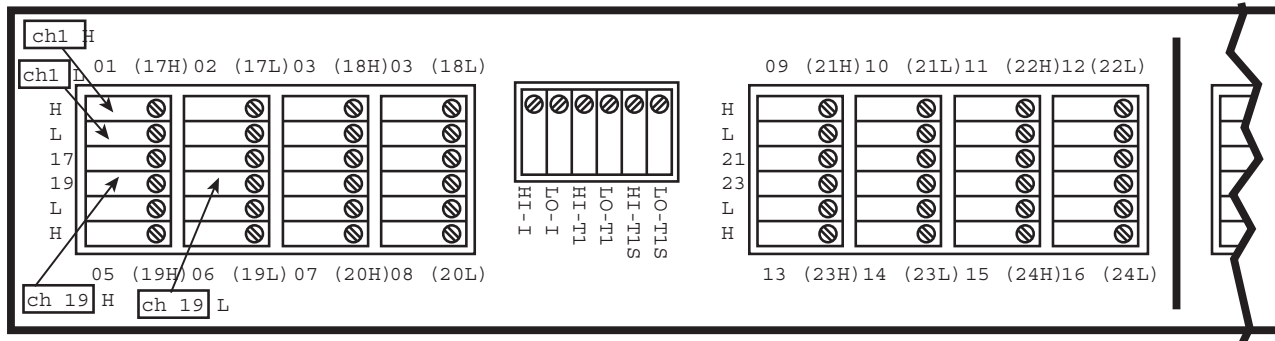 ch1 H
ch1 L
01 (17H) 02 (17L) 03 (18H) 03 (18L)
H
L
17
19
L
H
05 (19H) 06 (19L) 07 (20H) 08 (20L)
ch 19 H
ch 19 L
HI-I
LO-I
HI-T1
LO-T1
HI-T1S
LO-T1S
09 (21H) 10 (21L) 11 (22H) 12 (22L)
H
L
21
23
L
H
13 (23H) 14 (23L) 15 (24H) 16 (24L)